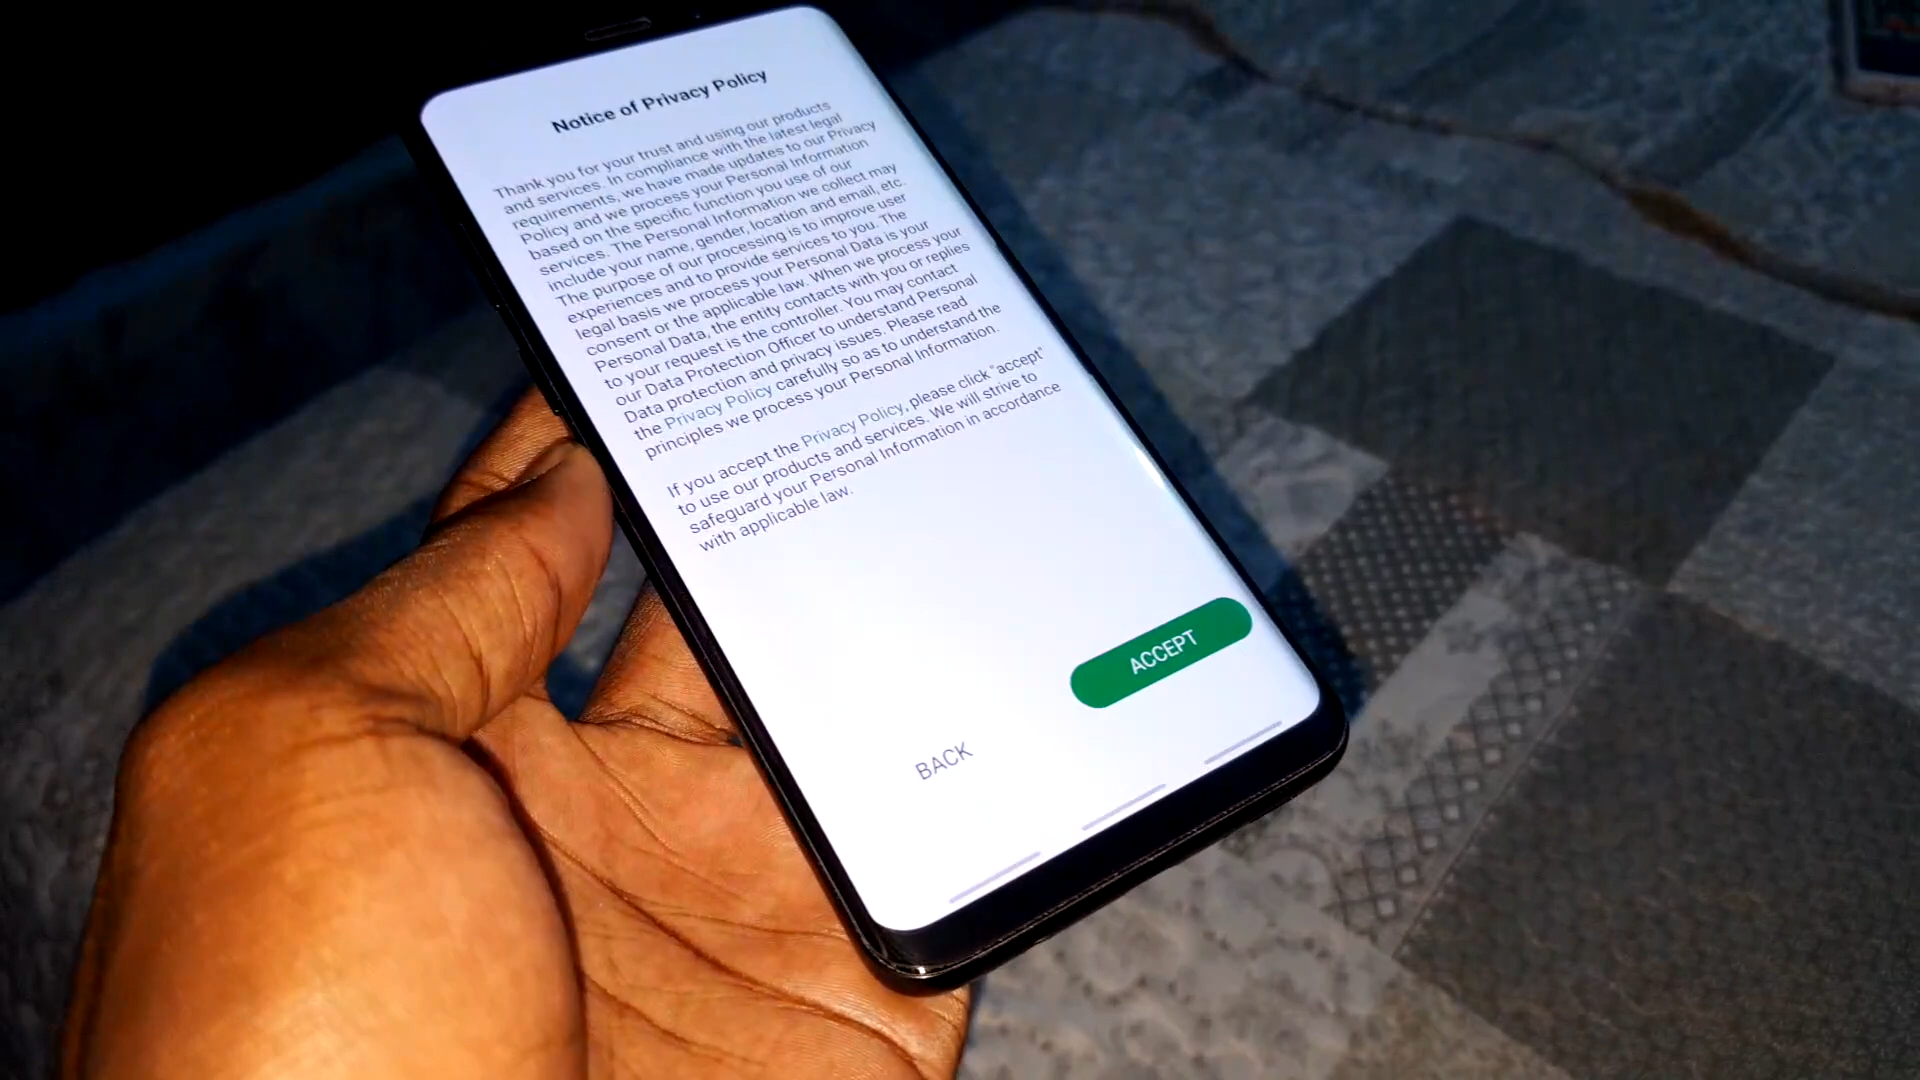 Notice of Privacy Policy
Thank you for your trust and using our products
and services. In compliance with the latest legal
requirements, we have made updates to our Privacy
Policy and we process your Personal Information
based on the specific function you use of our
services. The Personal Information we collect may
include your name, gender, location and email, etc.
The purpose of our processing is to improve user
experiences and to provide services to you. The
legal basis we process your Personal Data is your
consent or the applicable law. When we process your
Personal Data, the entity contacts with you or replies
to your request is the controller. You may contact
our Data Protection Officer to understand Personal
Data protection and privacy issues. Please read
the Privacy Policy carefully so as to understand the
principles we process your Personal Information.
If you accept the Privacy Policy, please click "accept"
to use our products and services. We will strive to
safeguard your Personal Information in accordance
with applicable law.
ACCEPT
BACK